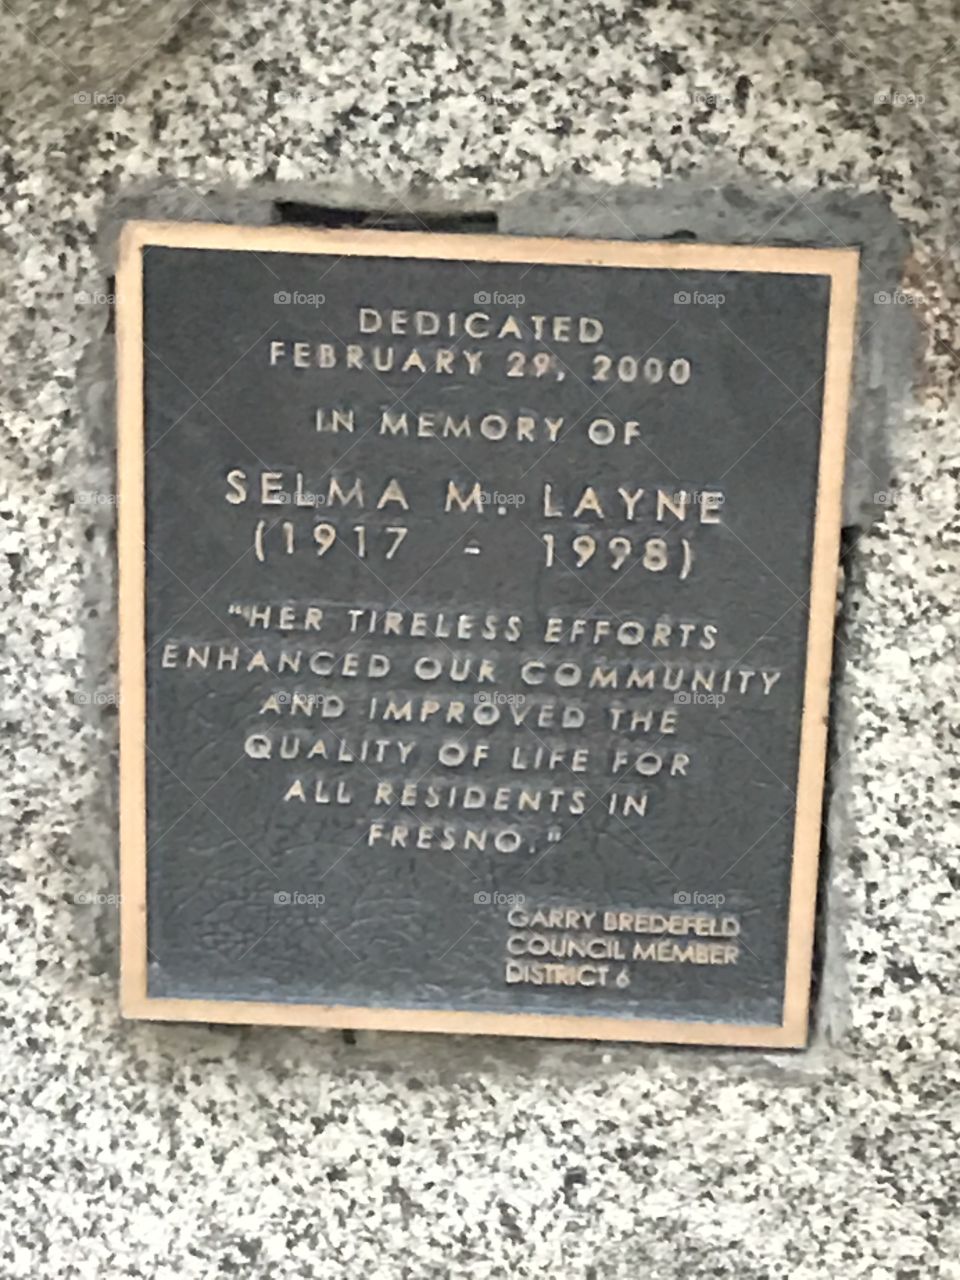 DEDICATED
FEBRUARY 29, 2000
IN MEMORY OF
SELMA M. LAYNE
(1917 - 1998)
"HER TIRELESS EFFORTS
ENHANCED OUR COMMUNITY
AND IMPROVED THE
QUALITY OF LIFE FOR
ALL RESIDENTS IN
FRESNO."
GARRY BREDEFELD
COUNCIL MEMBER
DISTRICT 6
foap